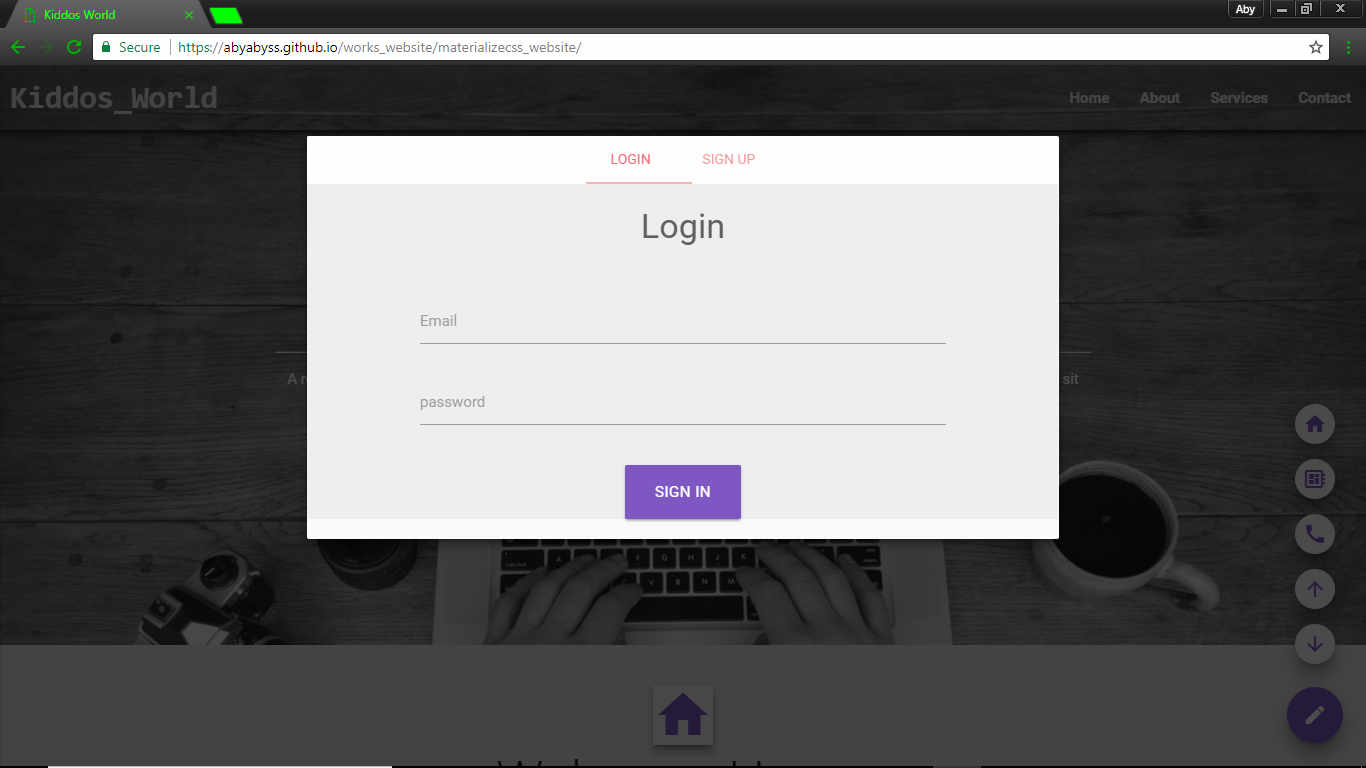 Kiddos World
Aby
Secure
https://abyabyss.github.io/works_website/materializecss_website/
Kiddos_World
Home About Services Contact
LOGIN SIGN UP
Login
Email
A
sit
password
SIGN IN